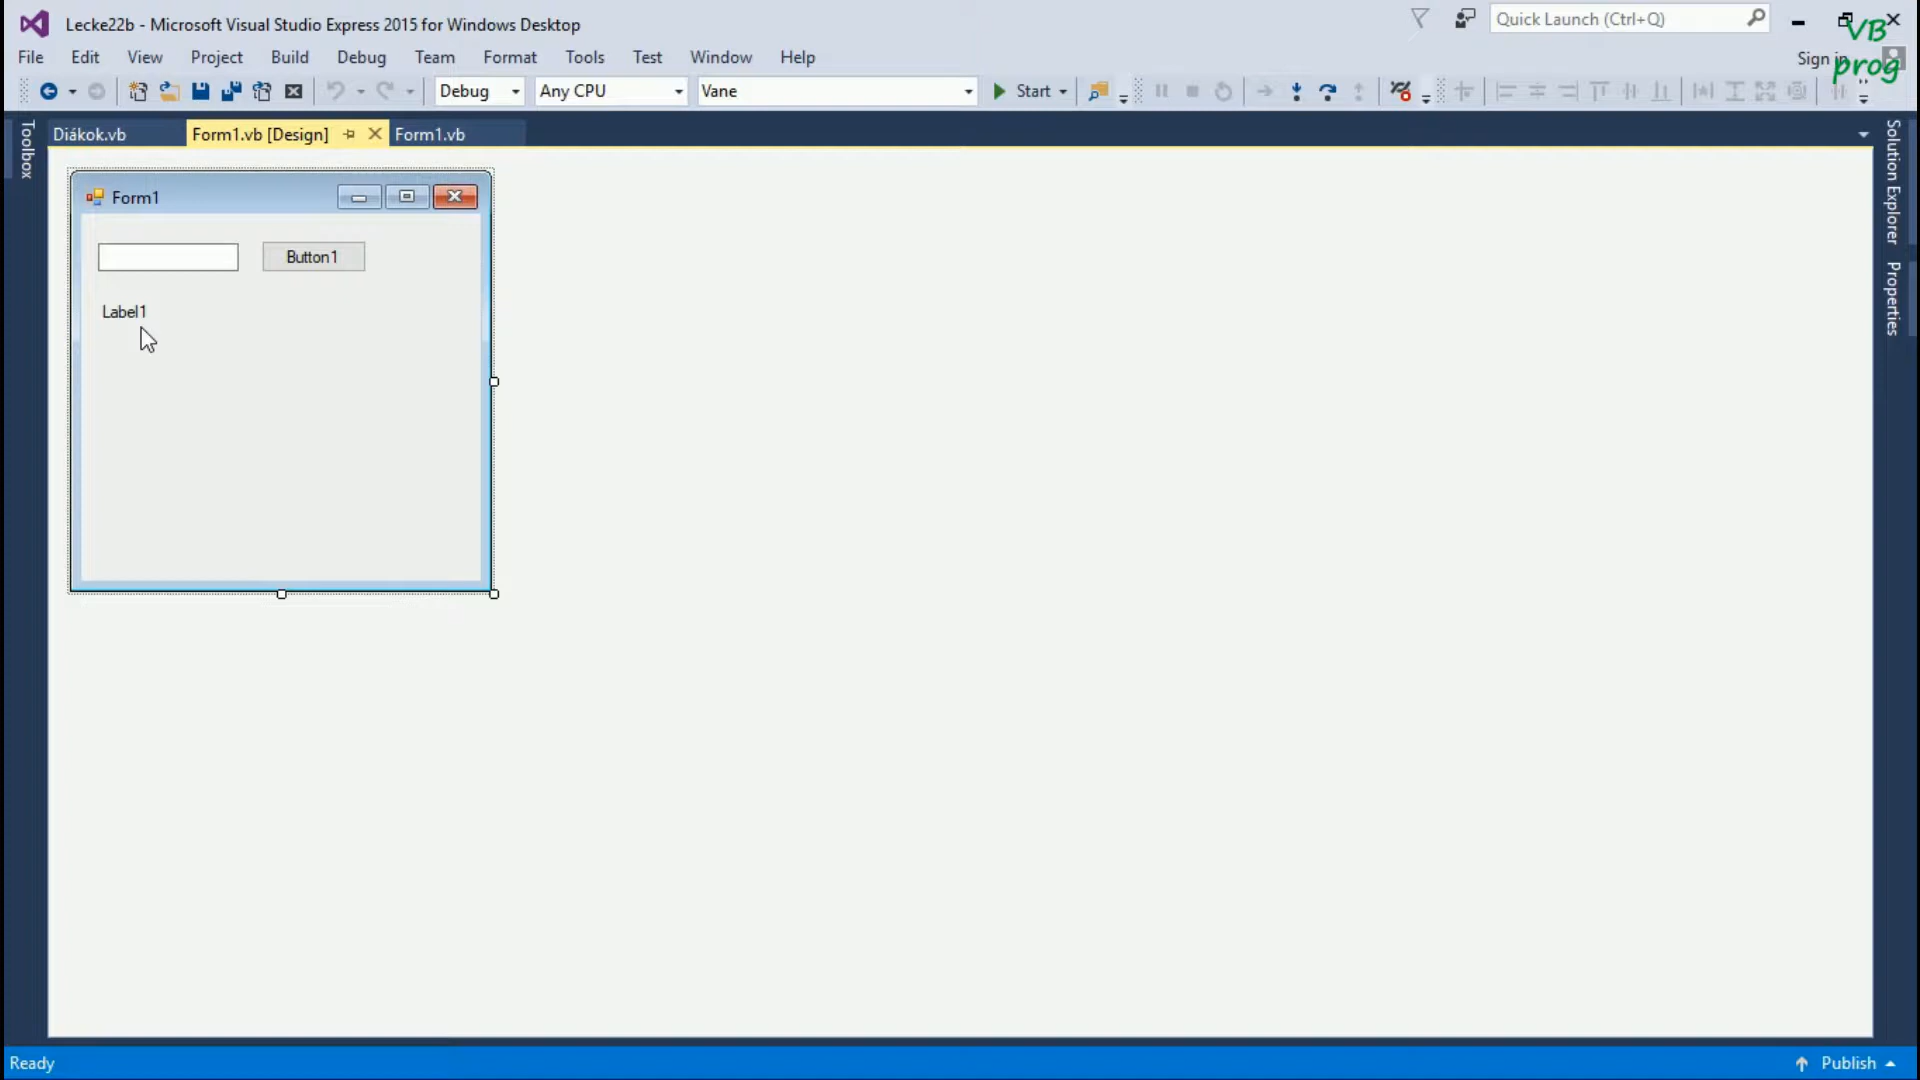 Lecke22b - Microsoft Visual Studio Express 2015 for Windows Desktop
Quick Launch (Ctrl+Q)
VB
prog
File Edit View Project Build Debug Team Format Tools Test Window Help
Sign in
Debug Any CPU Vane Start
Toolbox
Diákok.vb Form1.vb [Design] Form1.vb
Solution Explorer
Properties
Form1
Button1
Label1
Ready
Publish